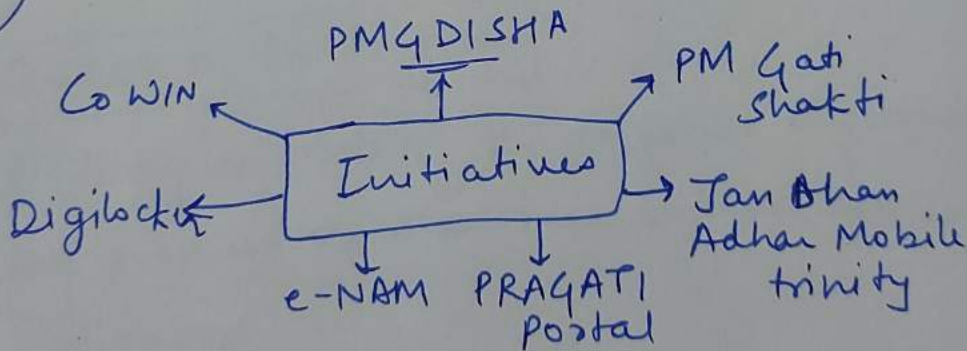 PMGDISHA
CoWIN
PM Gati
Shakti
Initiatives
Digilocker
Jan Dhan
Adhar Mobile
trinity
e-NAM
PRAGATI
Portal